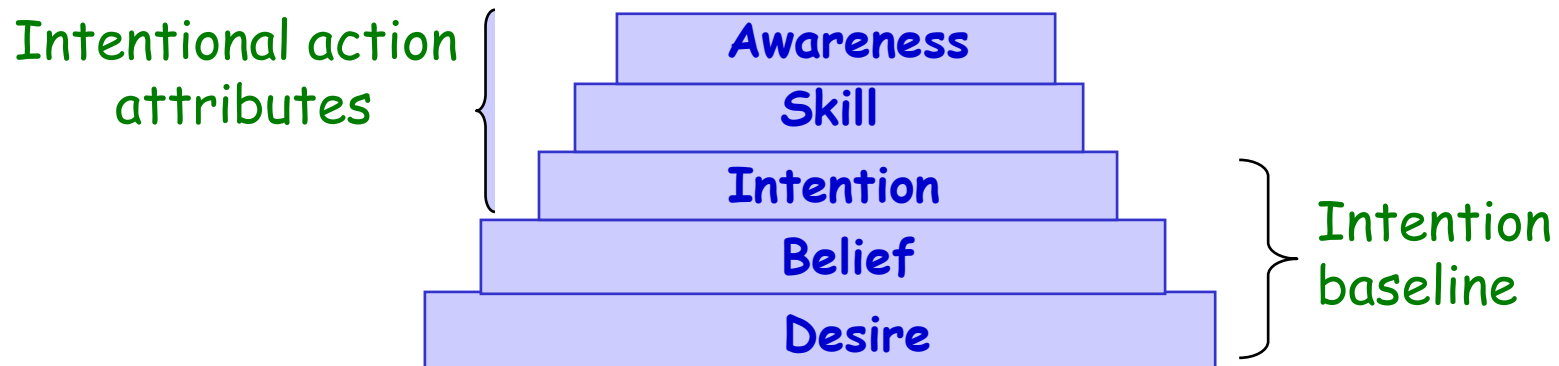 Intentional action
attributes
Awareness
Skill
Intention
Belief
Desire
Intention
baseline